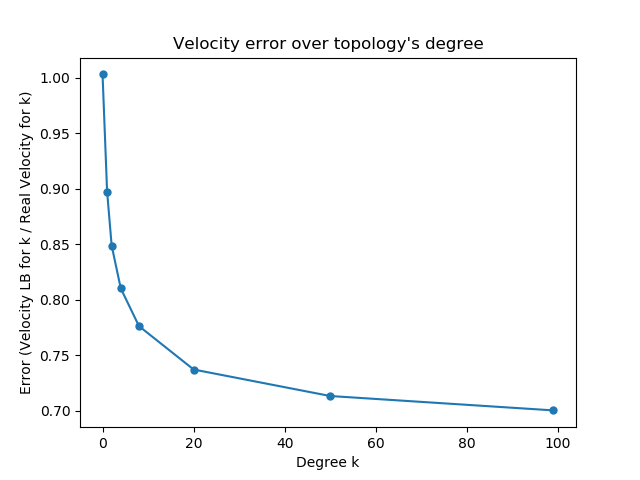 Velocity error over topology's degree
Error (Velocity LB for k / Real Velocity for k)
1.00
0.95
0.90
0.85
0.80
0.75
0.70
0 20 40 60 80 100
Degree k